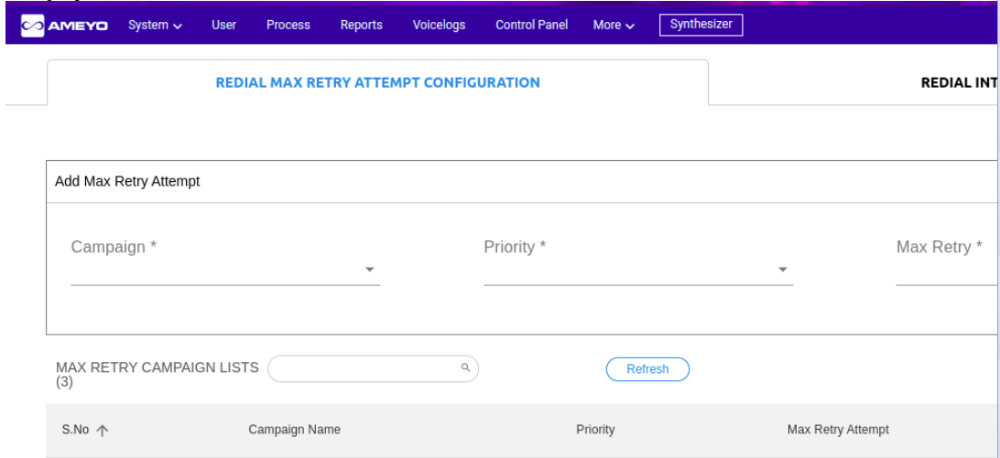 AMEYO System User Process Reports Voicelogs Control Panel More Synthesizer
REDIAL MAX RETRY ATTEMPT CONFIGURATION REDIAL INT
Add Max Retry Attempt
Campaign * Priority * Max Retry *
MAX RETRY CAMPAIGN LISTS
(3)
Refresh
S.No Campaign Name Priority Max Retry Attempt